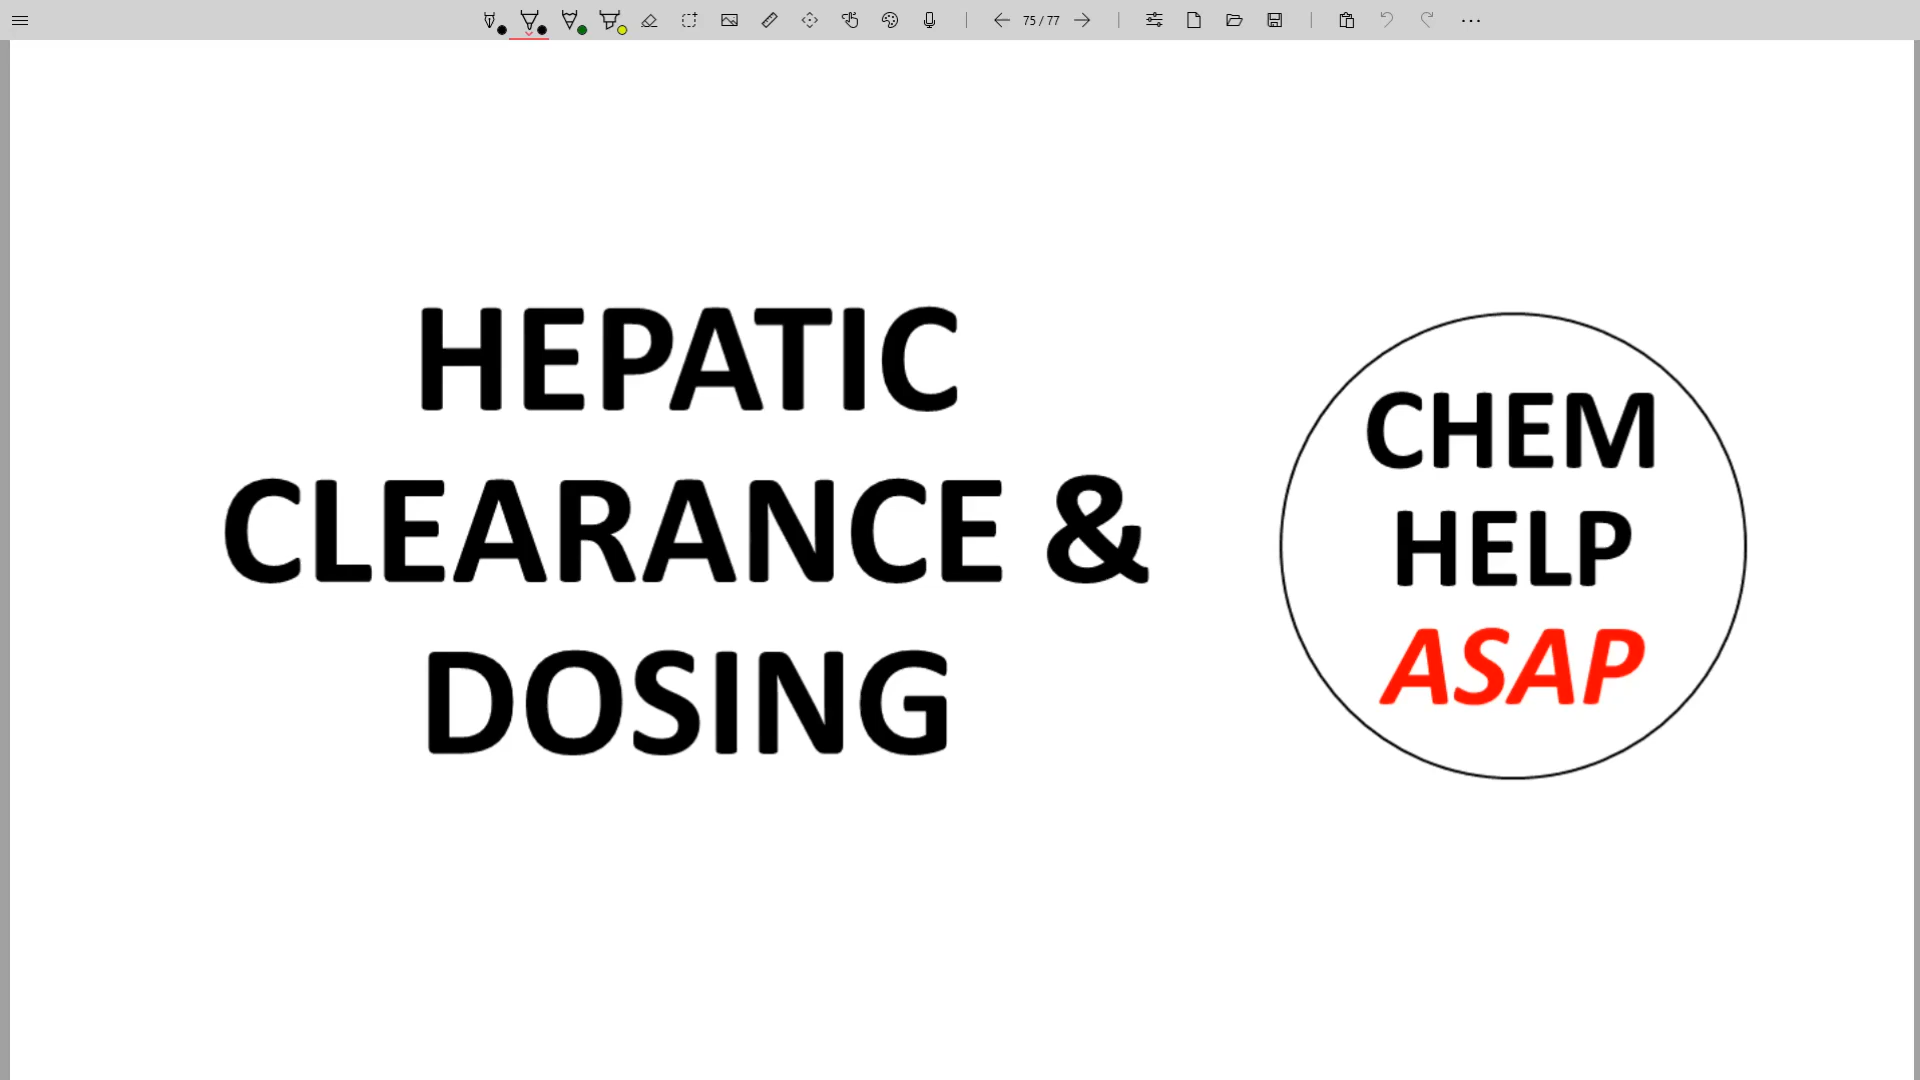 75 / 77
HEPATIC
CLEARANCE &
DOSING
CHEM
HELP
ASAP